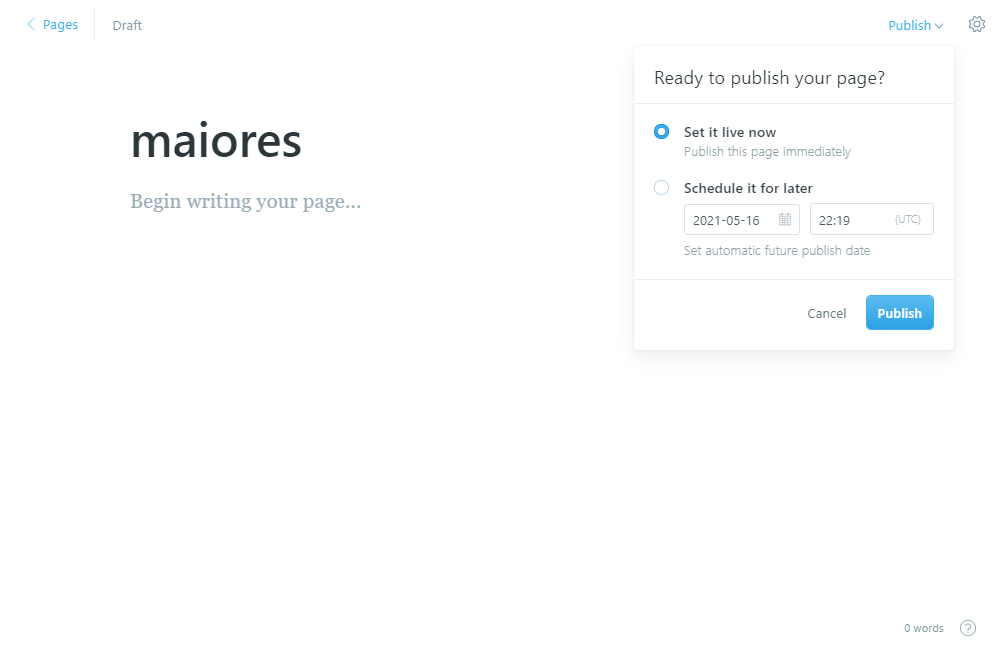 Pages
Draft
Publish
maiores
Begin writing your page...
Ready to publish your page?
Set it live now
Publish this page immediately
Schedule it for later
2021-05-16
22:19 (UTC)
Set automatic future publish date
Cancel
Publish
0 words
?